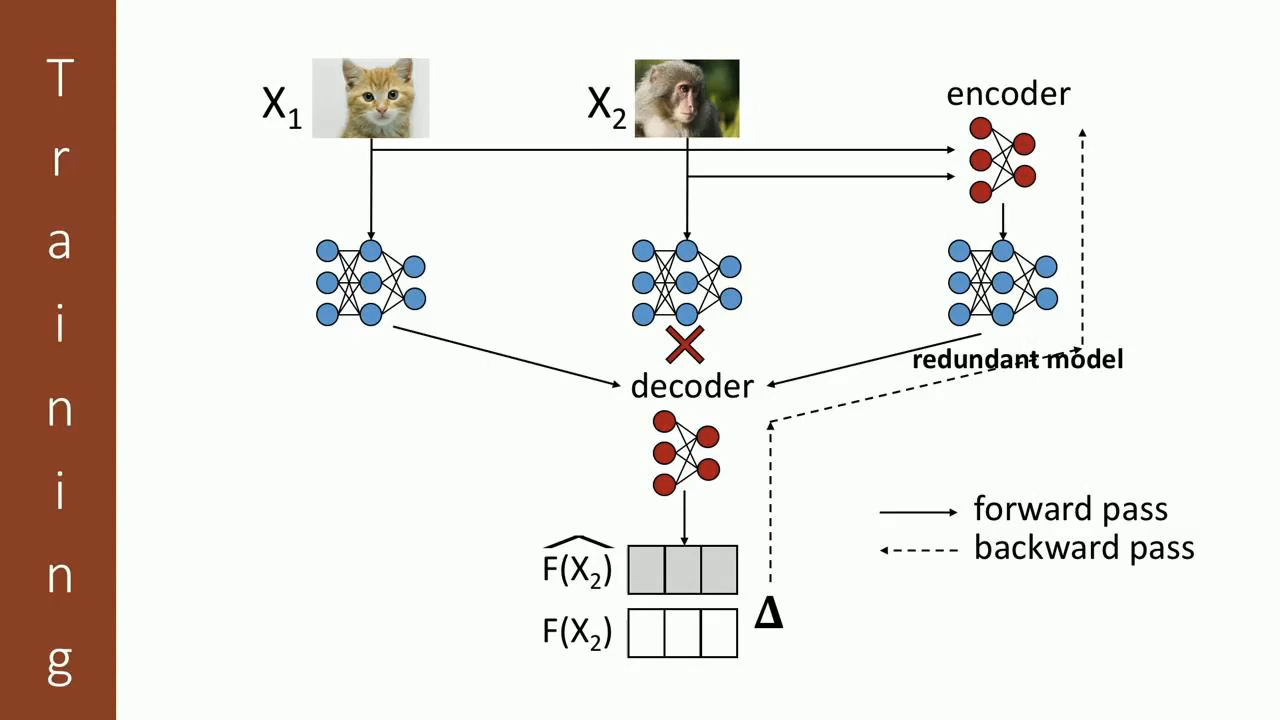 Training
X₁
X₂
encoder
redundant model
decoder
forward pass
backward pass
F(X₂)̂
Δ
F(X₂)